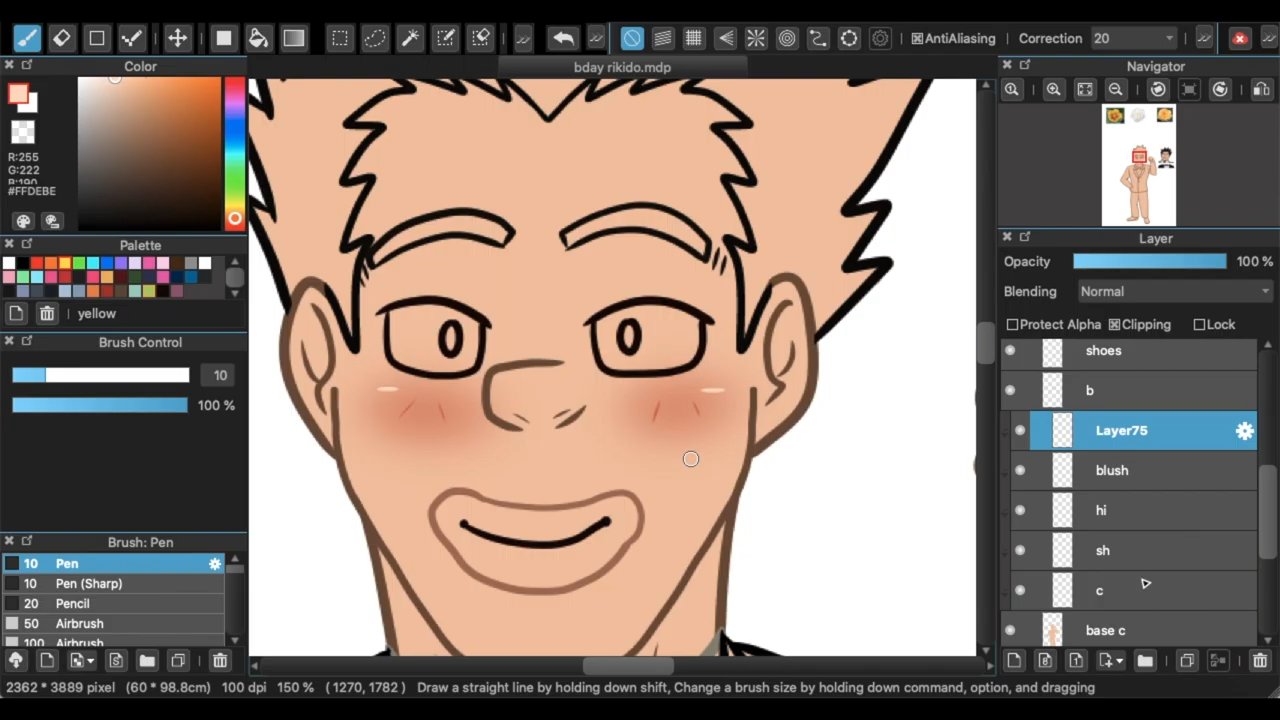 AntiAliasing
Correction 20
Color
bday rikido.mdp
Navigator
R:255
G:222
B:190
#FFDEBE
Palette
yellow
Brush Control
10
100 %
Layer
Opacity 100 %
Blending Normal
Protect Alpha Clipping Lock
shoes
b
Layer75
blush
hi
sh
c
base c
Brush: Pen
10 Pen
10 Pen (Sharp)
20 Pencil
50 Airbrush
100 Airbrush
2362 * 3889 pixel (60 * 98.8cm) 100 dpi 150 % ( 1270, 1782 ) Draw a straight line by holding down shift, Change a brush size by holding down command, option, and dragging